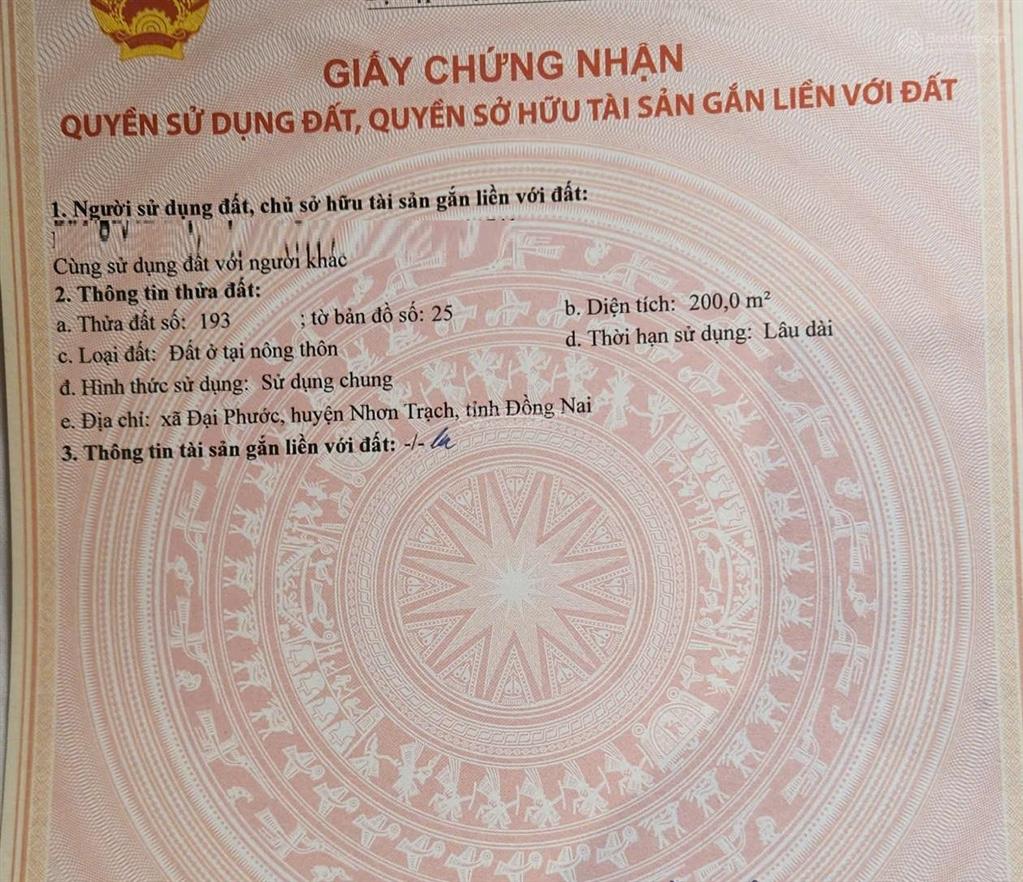 GIẤY CHỨNG NHẬN
QUYỀN SỬ DỤNG ĐẤT, QUYỀN SỞ HỮU TÀI SẢN GẮN LIỀN VỚI ĐẤT
1. Người sử dụng đất, chủ sở hữu tài sản gắn liền với đất:
Cùng sử dụng đất với người khác
2. Thông tin thửa đất:
a. Thửa đất số: 193 ; tờ bản đồ số: 25 b. Diện tích: 200,0 m²
c. Loại đất: Đất ở tại nông thôn d. Thời hạn sử dụng: Lâu dài
đ. Hình thức sử dụng: Sử dụng chung
e. Địa chỉ: xã Đại Phước, huyện Nhơn Trạch, tỉnh Đồng Nai
3. Thông tin tài sản gắn liền với đất: -/-